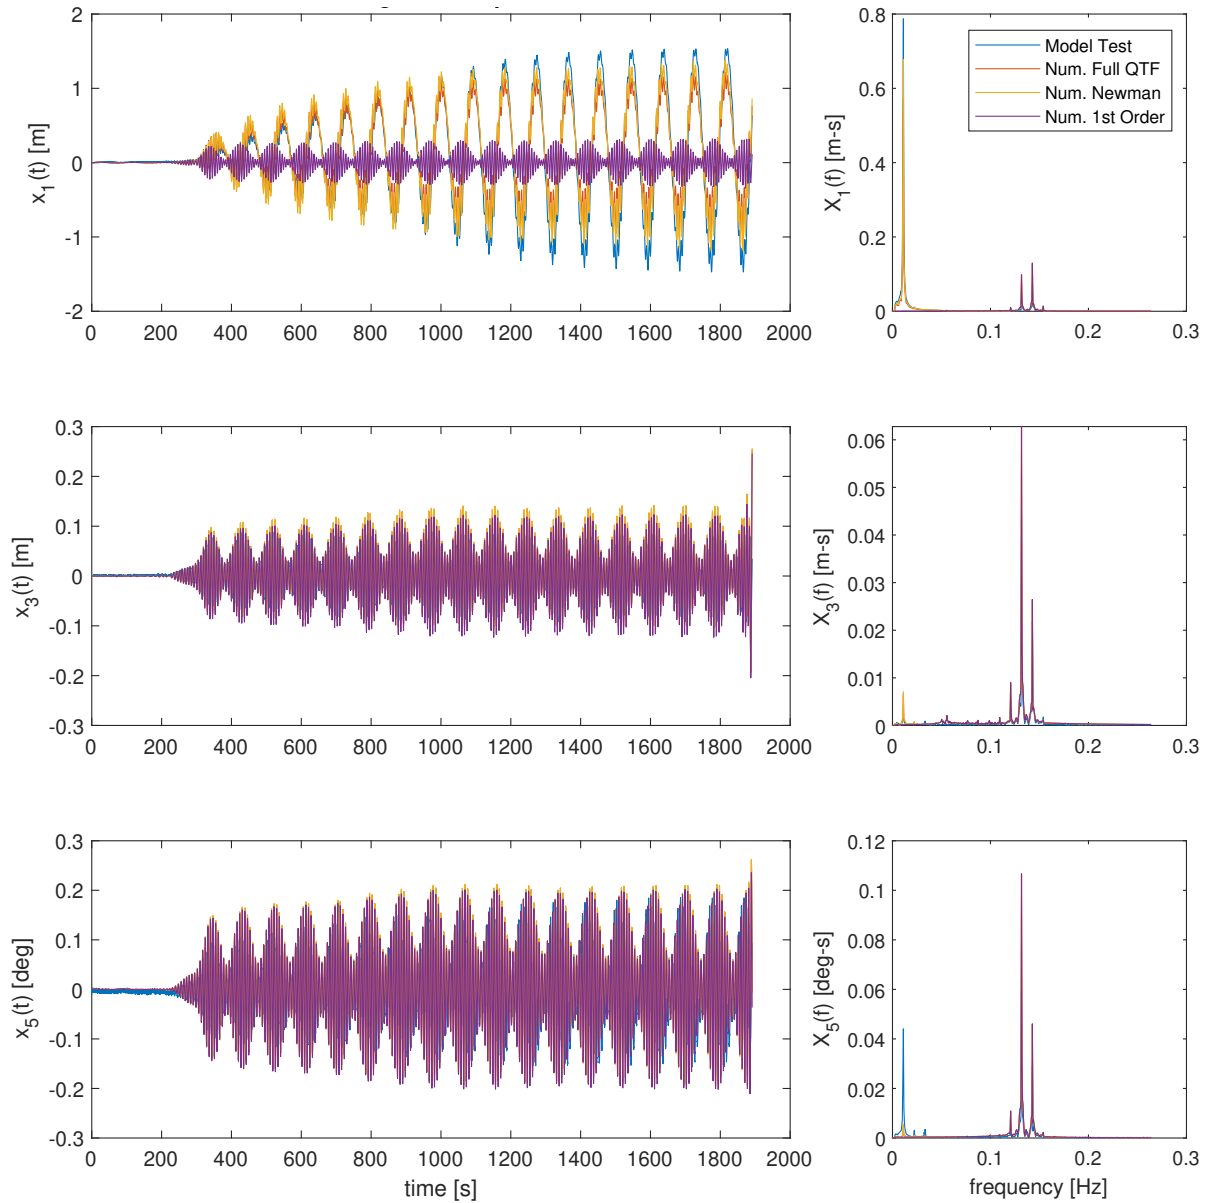 2
1
0
-1
-2
x1(t) [m]
0 200 400 600 800 1000 1200 1400 1600 1800 2000
0.8
0.6
0.4
0.2
0
X1(f) [m-s]
0 0.1 0.2 0.3
Model Test
Num. Full QTF
Num. Newman
Num. 1st Order
0.3
0.2
0.1
0
-0.1
-0.2
-0.3
x3(t) [m]
0 200 400 600 800 1000 1200 1400 1600 1800 2000
0.06
0.05
0.04
0.03
0.02
0.01
0
X3(f) [m-s]
0 0.1 0.2 0.3
0.3
0.2
0.1
0
-0.1
-0.2
-0.3
x5(t) [deg]
0 200 400 600 800 1000 1200 1400 1600 1800 2000
time [s]
0.12
0.1
0.08
0.06
0.04
0.02
0
X5(f) [deg-s]
0 0.1 0.2 0.3
frequency [Hz]